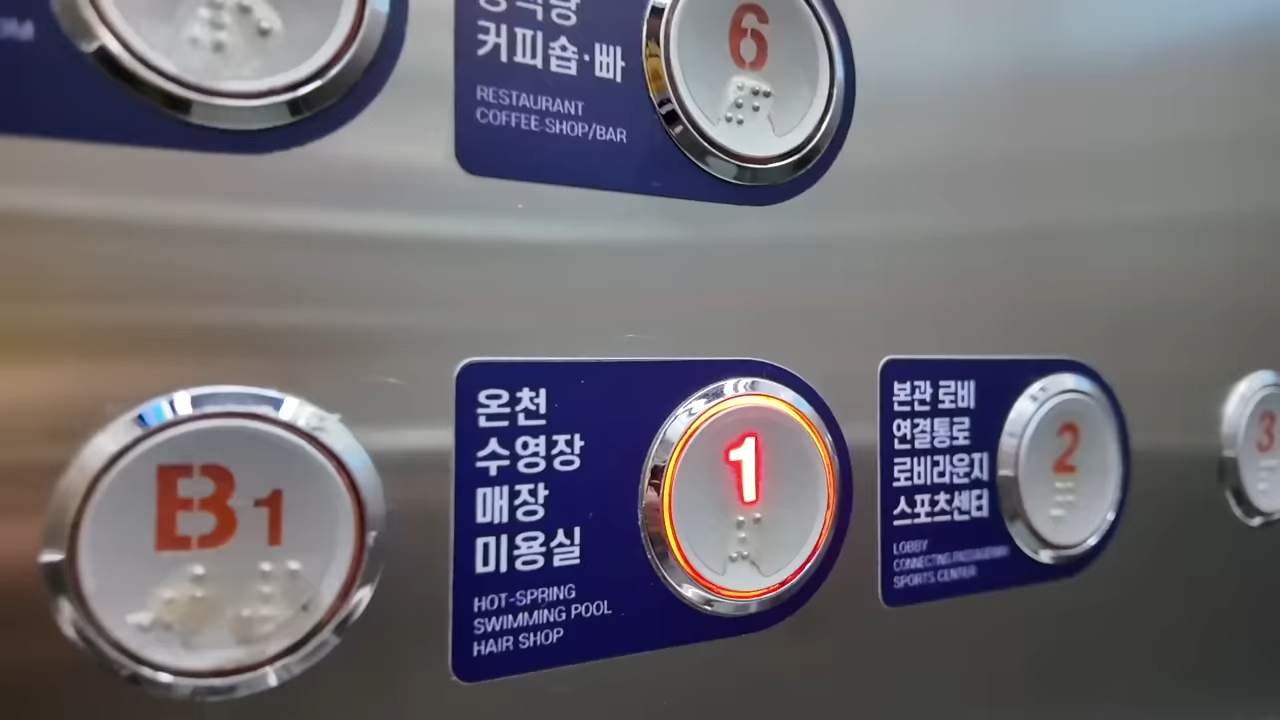 커피숍·빠
RESTAURANT
COFFEE SHOP/BAR
6
B1
온천
수영장
매장
미용실
HOT-SPRING
SWIMMING POOL
HAIR SHOP
1
본관 로비
연결통로
로비라운지
스포츠센터
LOBBY
CONNECTING PASSAGEWAY
SPORTS CENTER
2
3